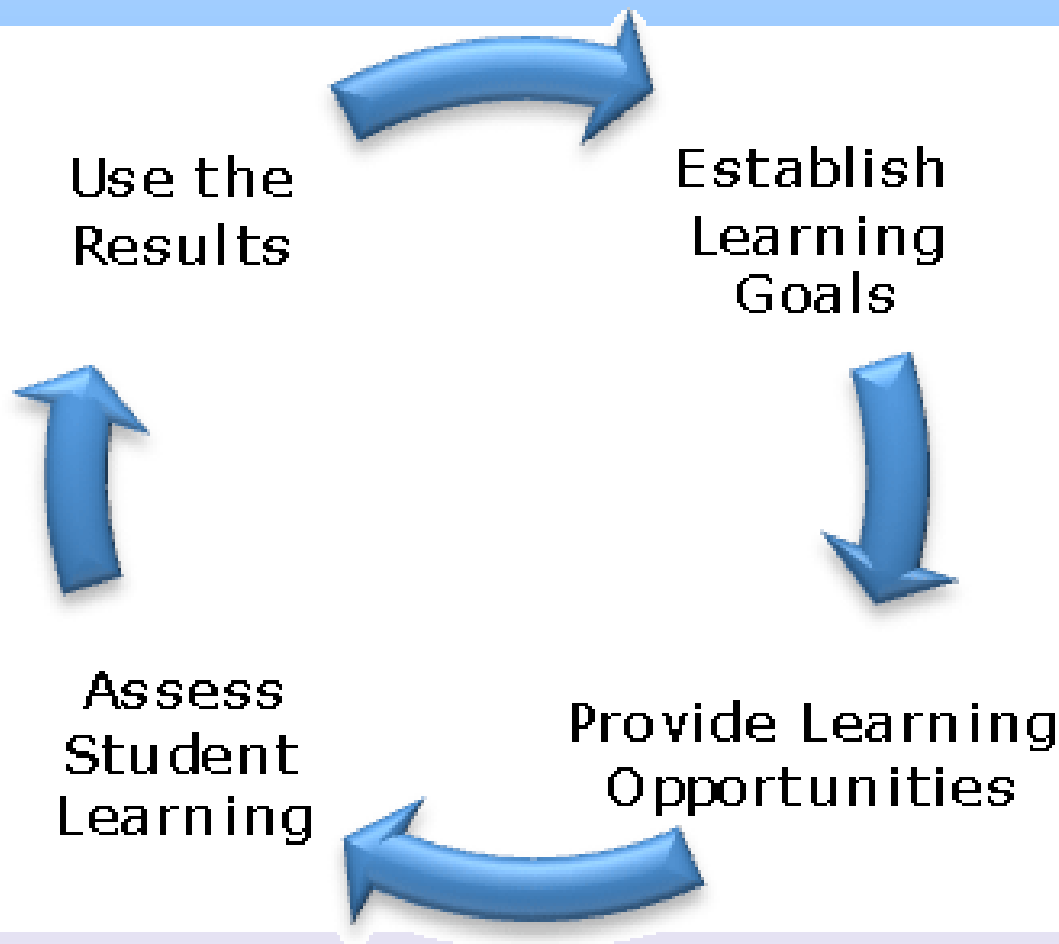 Use the
Results
Establish
Learning
Goals
Assess
Student
Learning
Provide Learning
Opportunities